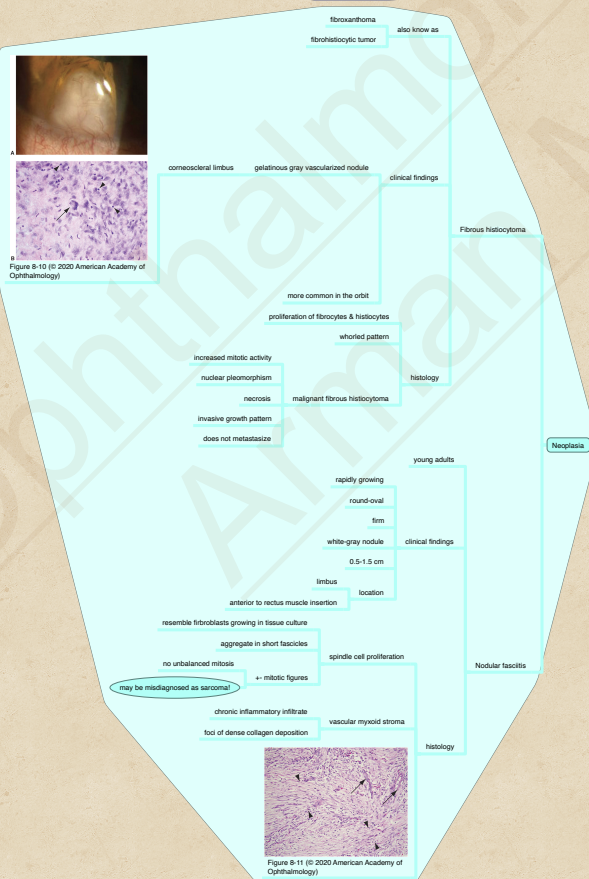 fibroxanthoma
also know as
fibrohistiocytic tumor
A
corneoscleral limbus
gelatinous gray vascularized nodule
clinical findings
B
Figure 8-10 (© 2020 American Academy of
Ophthalmology)
Fibrous histiocytoma
more common in the orbit
proliferation of fibrocytes & histiocytes
whorled pattern
increased mitotic activity
nuclear pleomorphism
histology
necrosis
malignant fibrous histiocytoma
invasive growth pattern
does not metastasize
Neoplasia
young adults
rapidly growing
round-oval
firm
white-gray nodule
clinical findings
0.5-1.5 cm
limbus
location
anterior to rectus muscle insertion
resemble firbroblasts growing in tissue culture
aggregate in short fascicles
spindle cell proliferation
no unbalanced mitosis
Nodular fasciitis
+- mitotic figures
may be misdiagnosed as sarcoma!
chronic inflammatory infiltrate
vascular myxoid stroma
foci of dense collagen deposition
histology
Figure 8-11 (© 2020 American Academy of
Ophthalmology)
Arman